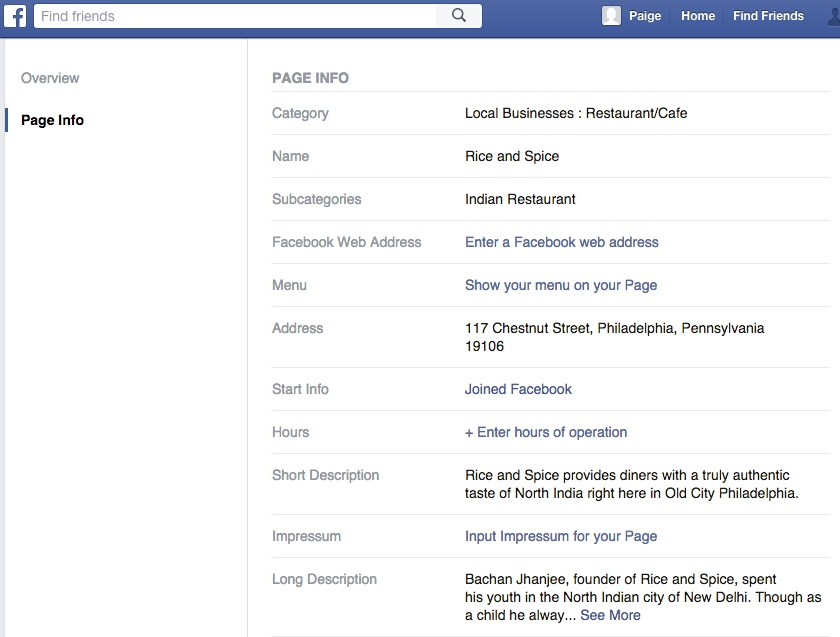 f
Find friends
Paige
Home
Find Friends
Overview
Page Info
PAGE INFO
Category
Local Businesses : Restaurant/Cafe
Name
Rice and Spice
Subcategories
Indian Restaurant
Facebook Web Address
Enter a Facebook web address
Menu
Show your menu on your Page
Address
117 Chestnut Street, Philadelphia, Pennsylvania
19106
Start Info
Joined Facebook
Hours
+ Enter hours of operation
Short Description
Rice and Spice provides diners with a truly authentic
taste of North India right here in Old City Philadelphia.
Impressum
Input Impressum for your Page
Long Description
Bachan Jhanjee, founder of Rice and Spice, spent
his youth in the North Indian city of New Delhi. Though as
a child he alway... See More